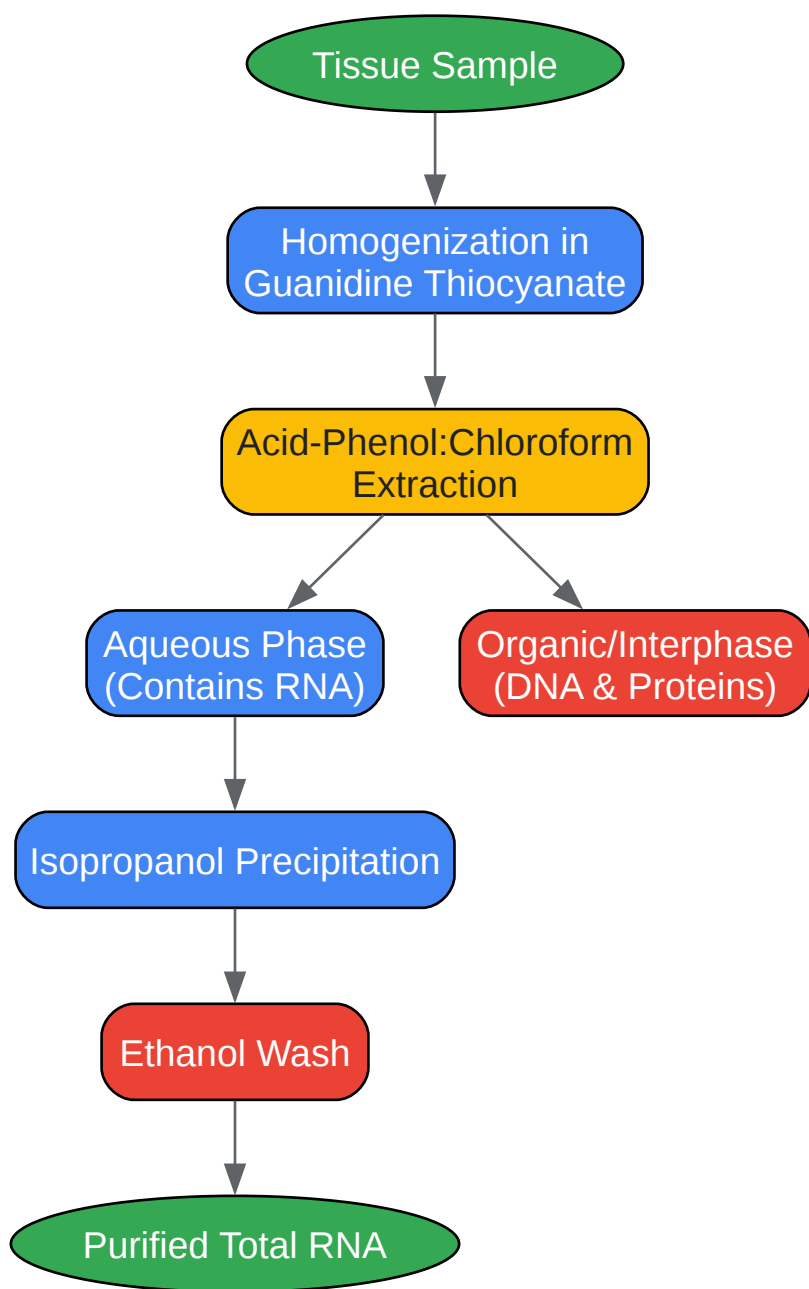 Tissue Sample
Homogenization in
Guanidine Thiocyanate
Acid-Phenol:Chloroform
Extraction
Aqueous Phase
(Contains RNA)
Organic/Interphase
(DNA & Proteins)
Isopropanol Precipitation
Ethanol Wash
Purified Total RNA